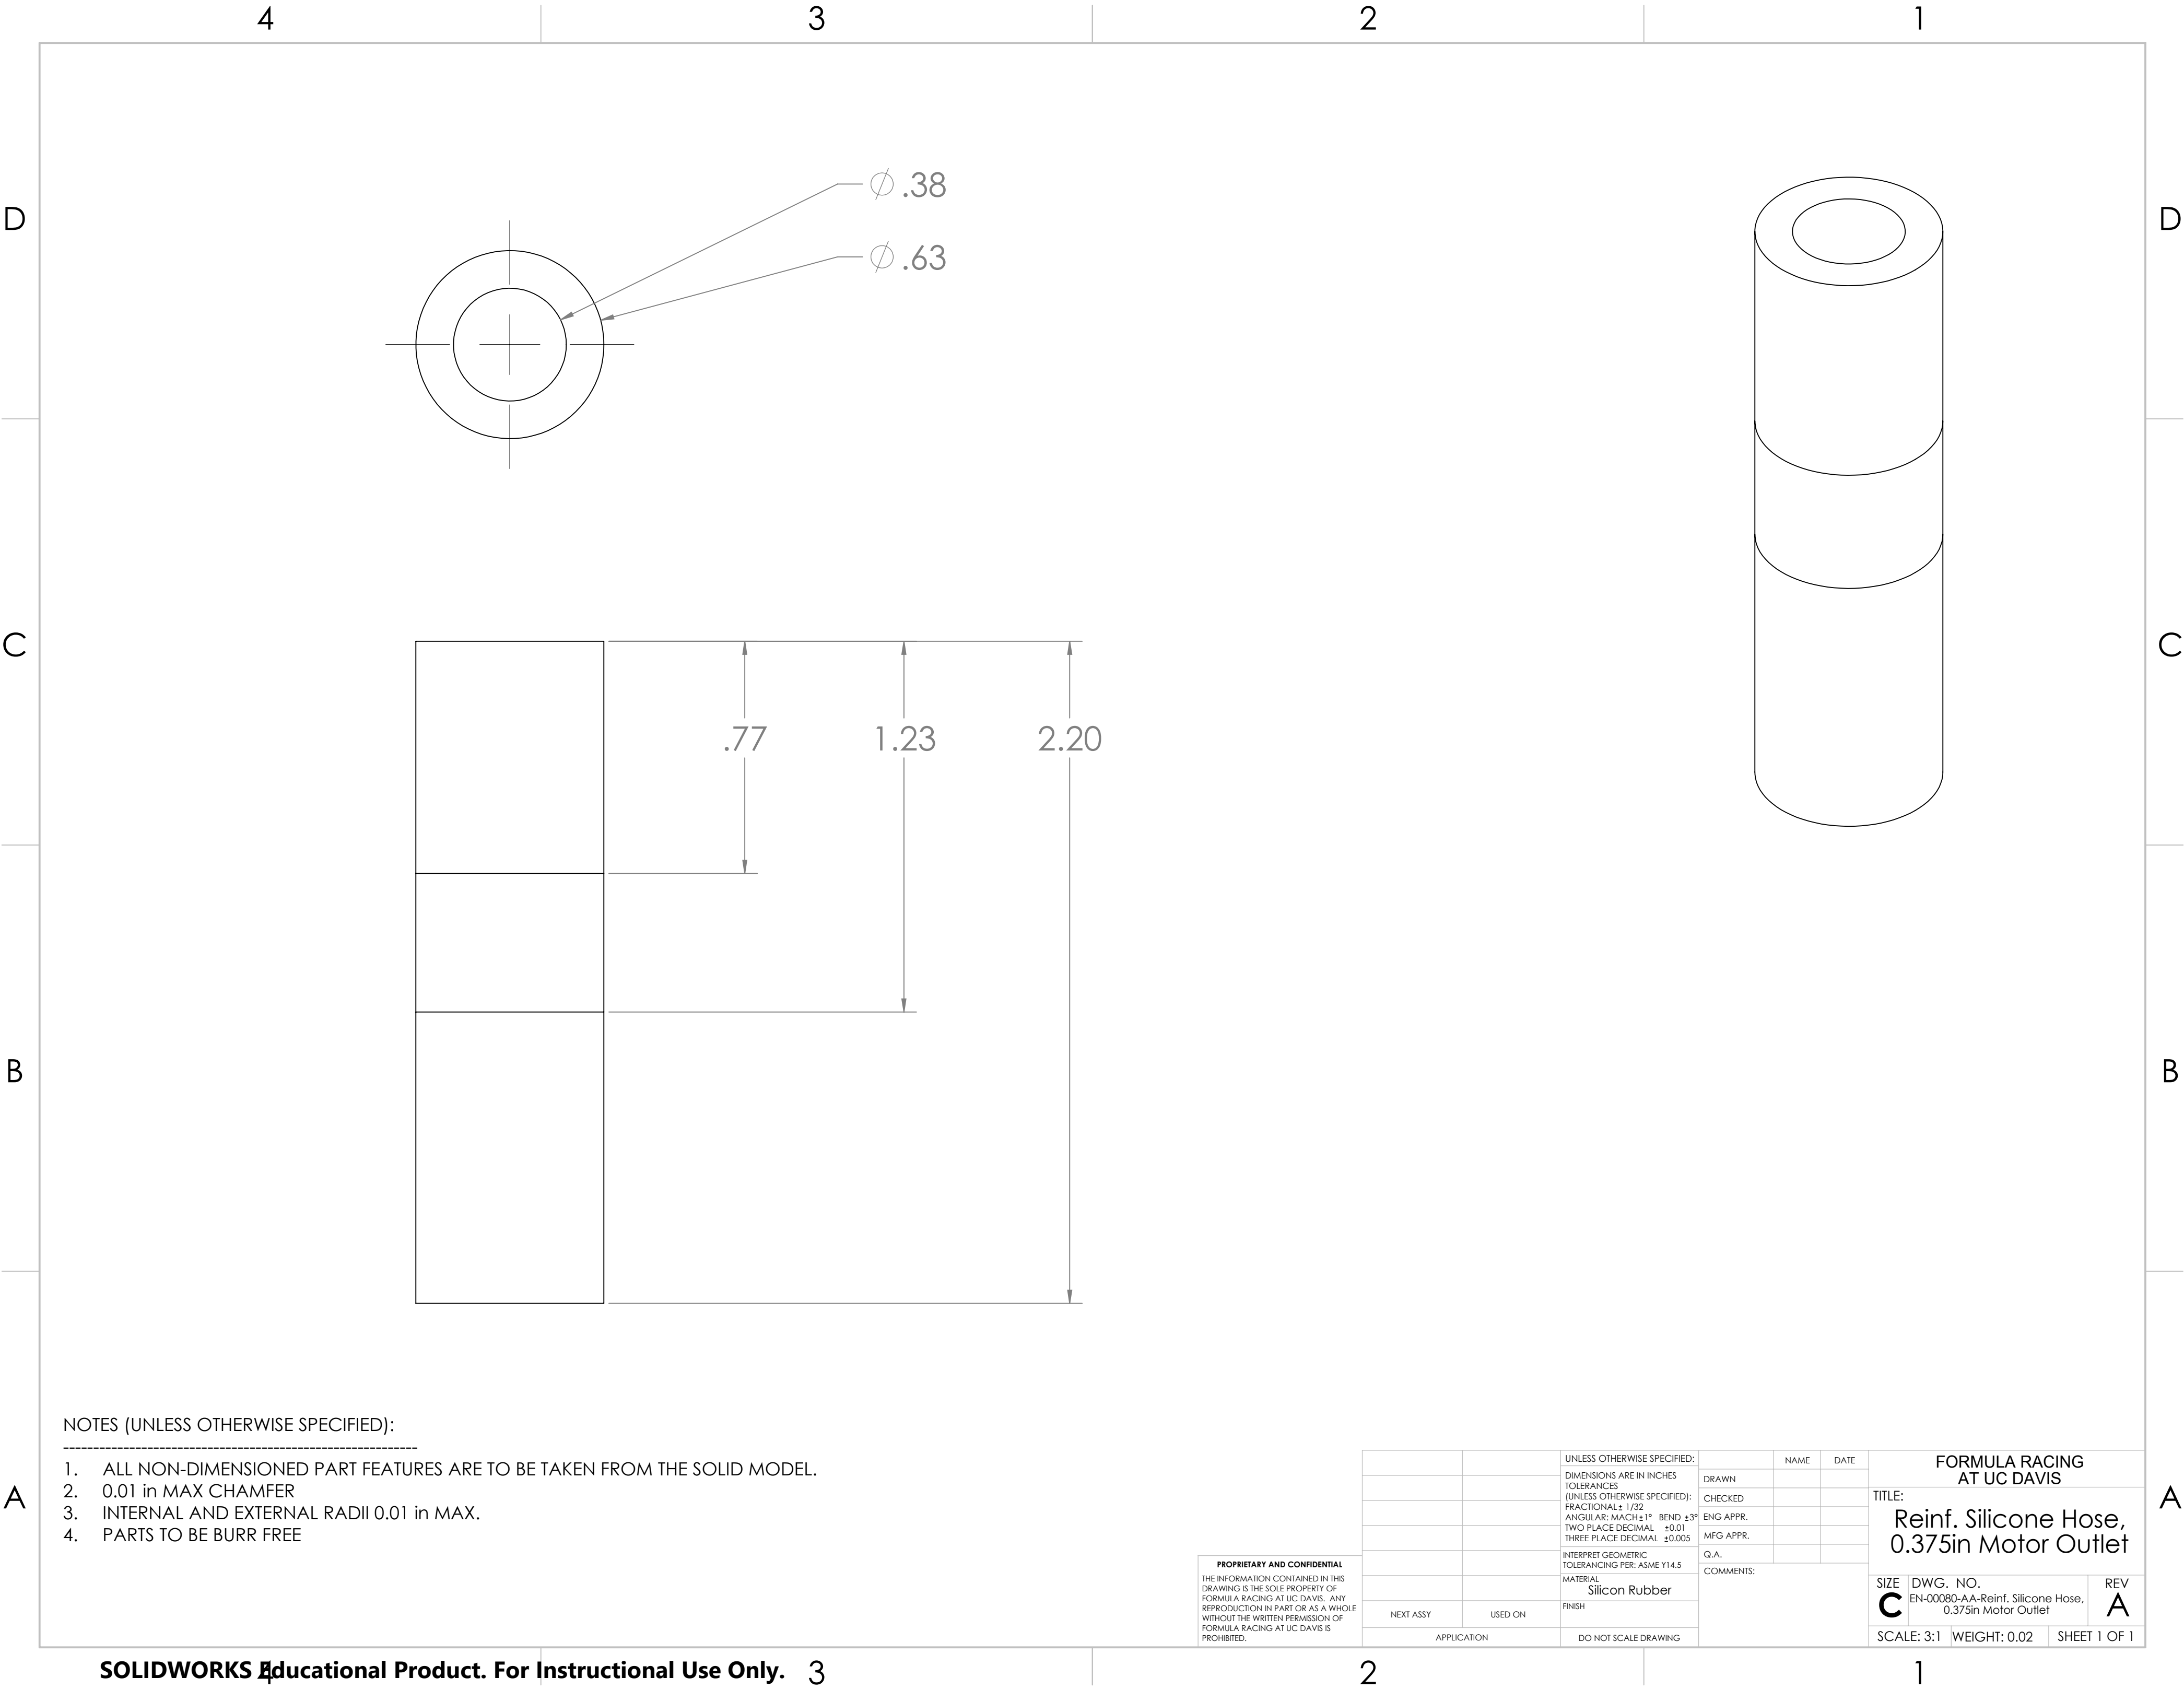 4 3 2 1
D D
⌀ .38
⌀ .63
C C
.77 1.23 2.20
B B
NOTES (UNLESS OTHERWISE SPECIFIED):
-----------------------------------------------------------
1. ALL NON-DIMENSIONED PART FEATURES ARE TO BE TAKEN FROM THE SOLID MODEL.
2. 0.01 in MAX CHAMFER
3. INTERNAL AND EXTERNAL RADII 0.01 in MAX.
4. PARTS TO BE BURR FREE
A A
PROPRIETARY AND CONFIDENTIAL
THE INFORMATION CONTAINED IN THIS
DRAWING IS THE SOLE PROPERTY OF
FORMULA RACING AT UC DAVIS. ANY
REPRODUCTION IN PART OR AS A WHOLE
WITHOUT THE WRITTEN PERMISSION OF
FORMULA RACING AT UC DAVIS IS
PROHIBITED.
NEXT ASSY USED ON
APPLICATION
UNLESS OTHERWISE SPECIFIED:
DIMENSIONS ARE IN INCHES
TOLERANCES
(UNLESS OTHERWISE SPECIFIED):
FRACTIONAL± 1/32
ANGULAR: MACH±1° BEND ±3°
TWO PLACE DECIMAL ±0.01
THREE PLACE DECIMAL ±0.005
INTERPRET GEOMETRIC
TOLERANCING PER: ASME Y14.5
MATERIAL
Silicon Rubber
FINISH
DO NOT SCALE DRAWING
NAME DATE
DRAWN
CHECKED
ENG APPR.
MFG APPR.
Q.A.
COMMENTS:
FORMULA RACING
AT UC DAVIS
TITLE:
Reinf. Silicone Hose,
0.375in Motor Outlet
SIZE DWG. NO. REV
C EN-00080-AA-Reinf. Silicone Hose, A
0.375in Motor Outlet
SCALE: 3:1 WEIGHT: 0.02 SHEET 1 OF 1
SOLIDWORKS Educational Product. For Instructional Use Only.
4 3 2 1